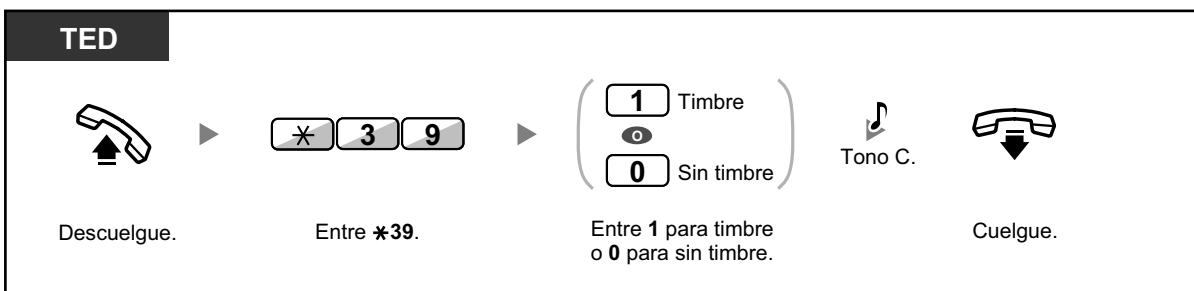 TED
✳ 3 9
1 Timbre
o
0 Sin timbre
Tono C.
Descuelgue.
Entre ✳39.
Entre 1 para timbre
o 0 para sin timbre.
Cuelgue.